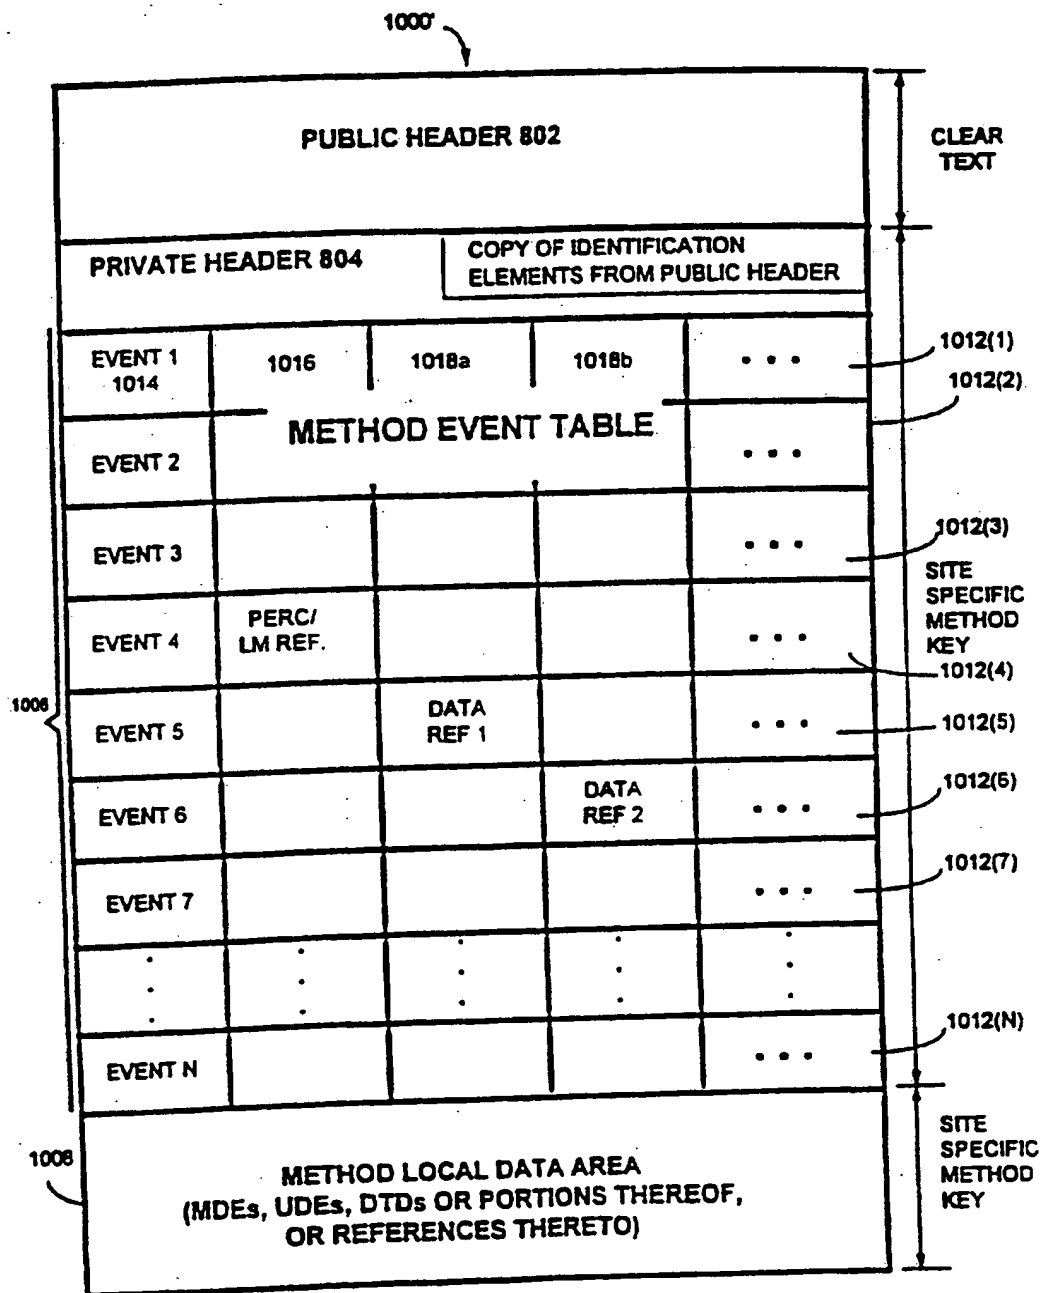 1000'
PUBLIC HEADER 802
CLEAR
TEXT
PRIVATE HEADER 804
COPY OF IDENTIFICATION
ELEMENTS FROM PUBLIC HEADER
EVENT 1
1014
1016
1018a
1018b
• • •
1012(1)
1012(2)
METHOD EVENT TABLE
EVENT 2
• • •
EVENT 3
• • •
1012(3)
SITE
SPECIFIC
METHOD
KEY
EVENT 4
PERC/
LM REF.
• • •
1012(4)
1006
EVENT 5
DATA
REF 1
• • •
1012(5)
EVENT 6
DATA
REF 2
• • •
1012(6)
EVENT 7
• • •
1012(7)
EVENT N
• • •
1012(N)
1008
METHOD LOCAL DATA AREA
(MDEs, UDEs, DTDs OR PORTIONS THEREOF,
OR REFERENCES THERETO)
SITE
SPECIFIC
METHOD
KEY